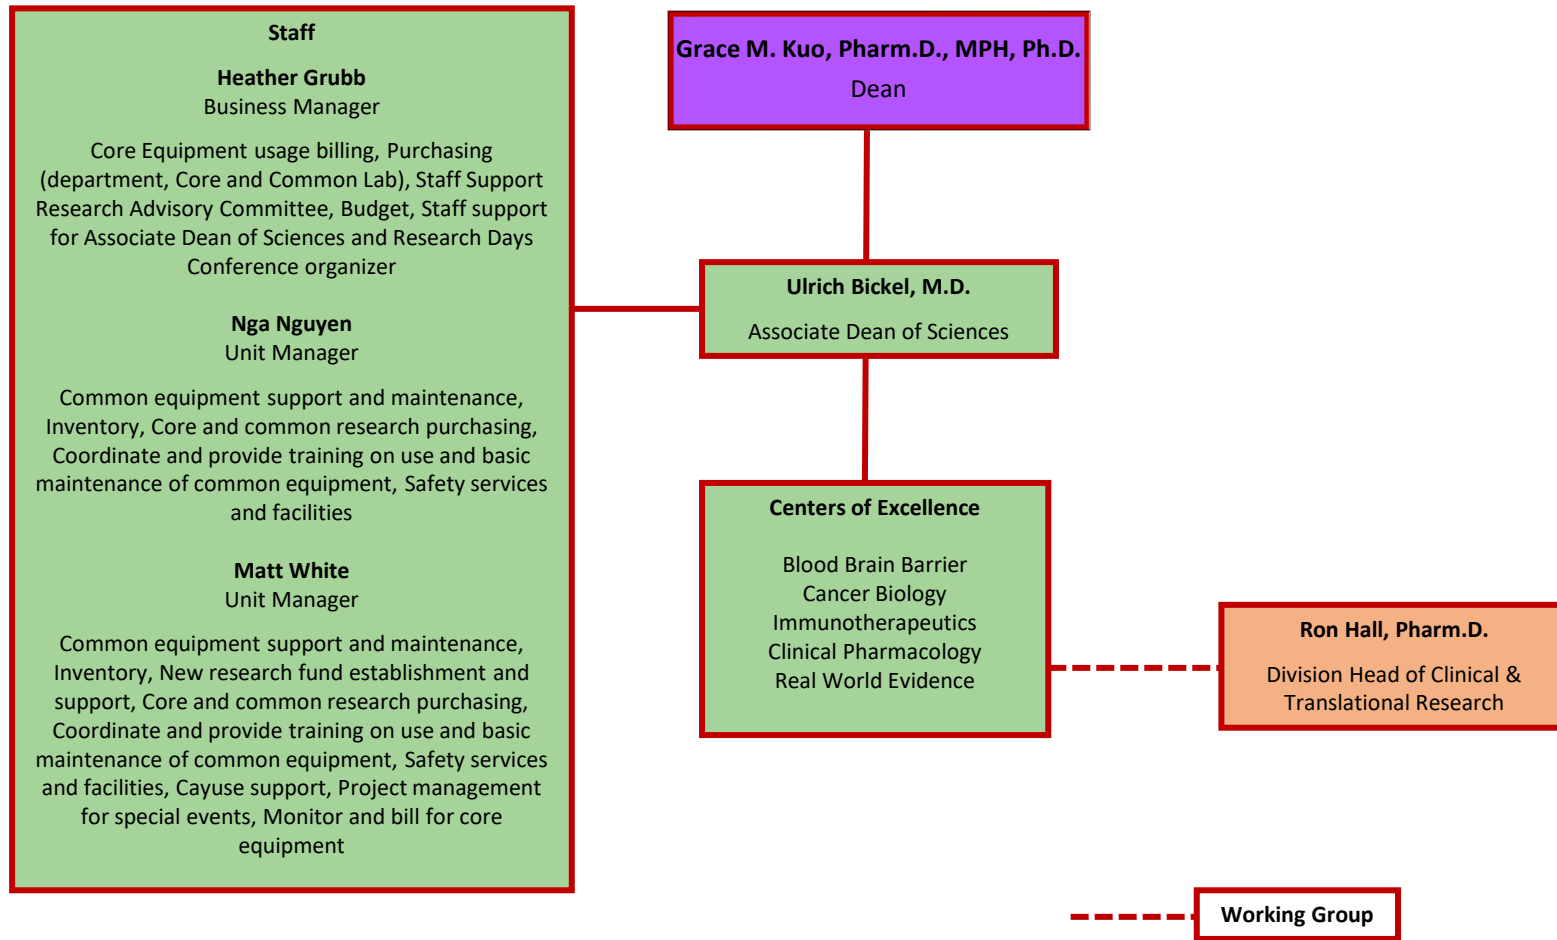 Staff
Heather Grubb
Business Manager
Core Equipment usage billing, Purchasing
(department, Core and Common Lab), Staff Support
Research Advisory Committee, Budget, Staff support
for Associate Dean of Sciences and Research Days
Conference organizer
Nga Nguyen
Unit Manager
Common equipment support and maintenance,
Inventory, Core and common research purchasing,
Coordinate and provide training on use and basic
maintenance of common equipment, Safety services
and facilities
Matt White
Unit Manager
Common equipment support and maintenance,
Inventory, New research fund establishment and
support, Core and common research purchasing,
Coordinate and provide training on use and basic
maintenance of common equipment, Safety services
and facilities, Cayuse support, Project management
for special events, Monitor and bill for core
equipment
Grace M. Kuo, Pharm.D., MPH, Ph.D.
Dean
Ulrich Bickel, M.D.
Associate Dean of Sciences
Centers of Excellence
Blood Brain Barrier
Cancer Biology
Immunotherapeutics
Clinical Pharmacology
Real World Evidence
Ron Hall, Pharm.D.
Division Head of Clinical &
Translational Research
Working Group